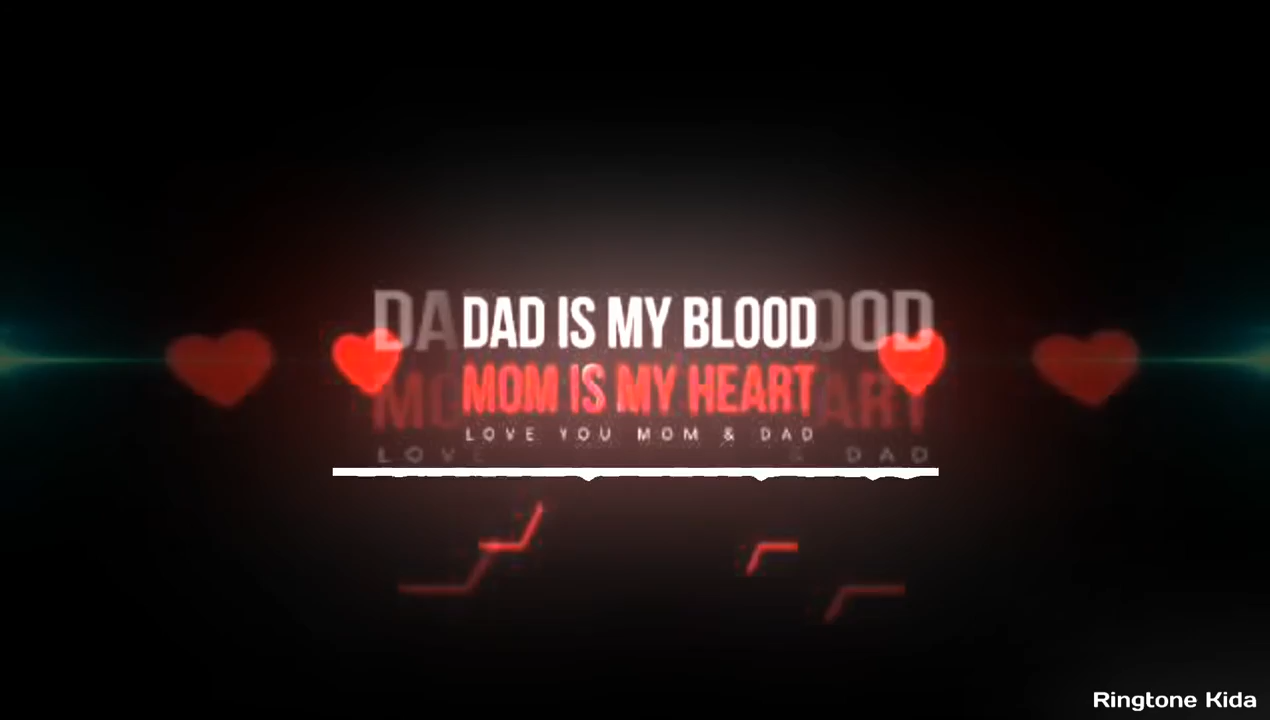 DAD IS MY BLOOD
MOM IS MY HEART
LOVE YOU MOM & DAD
Ringtone Kida